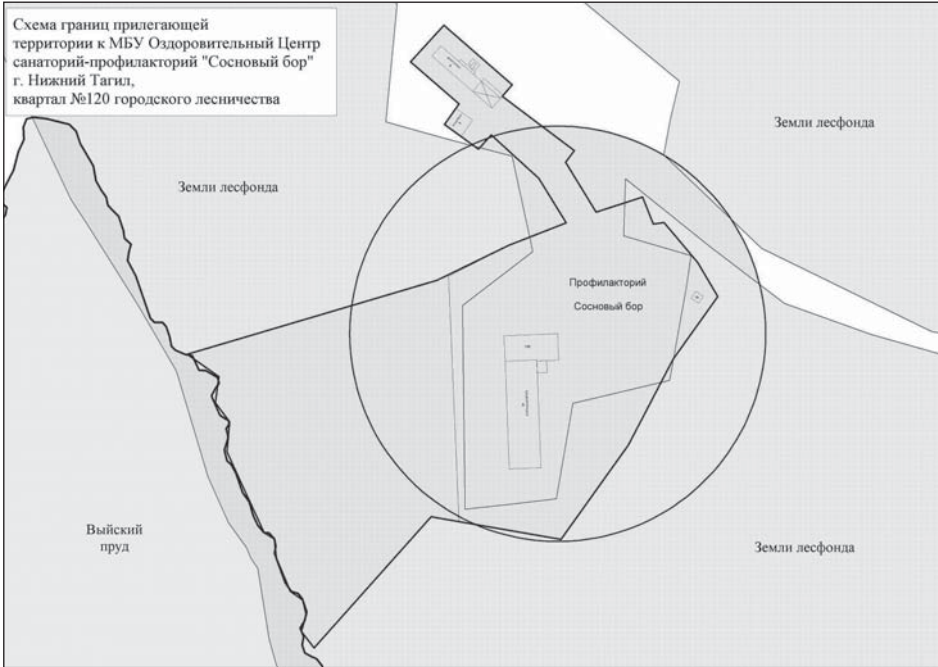 Схема границ прилегающей
территории к МБУ Оздоровительный Центр
санаторий-профилакторий "Сосновый бор"
г. Нижний Тагил,
квартал №120 городского лесничества
Земли лесфонда
Земли лесфонда
Профилакторий
Сосновый бор
Выйский
пруд
Земли лесфонда